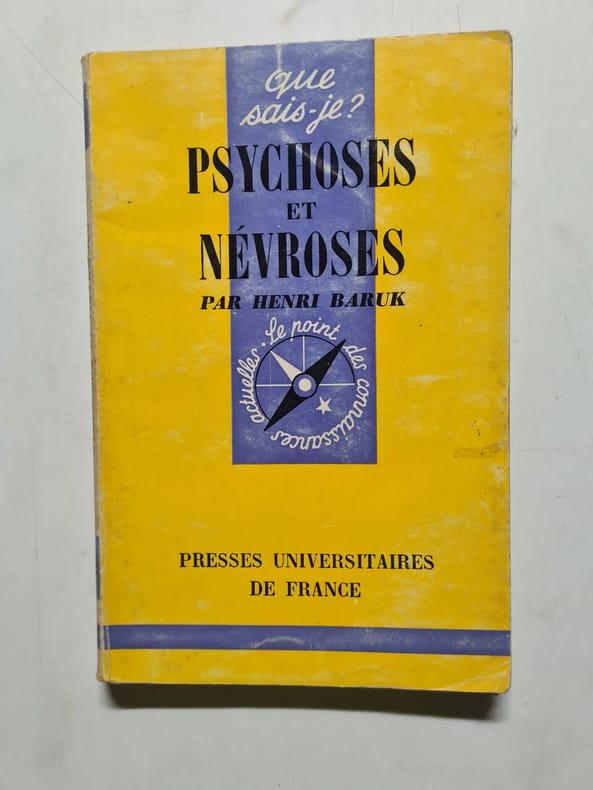 que
sais-je?
PSYCHOSES
ET
NÉVROSES
PAR HENRI BARUK
Le point des connaissances actuelles.
PRESSES UNIVERSITAIRES
DE FRANCE